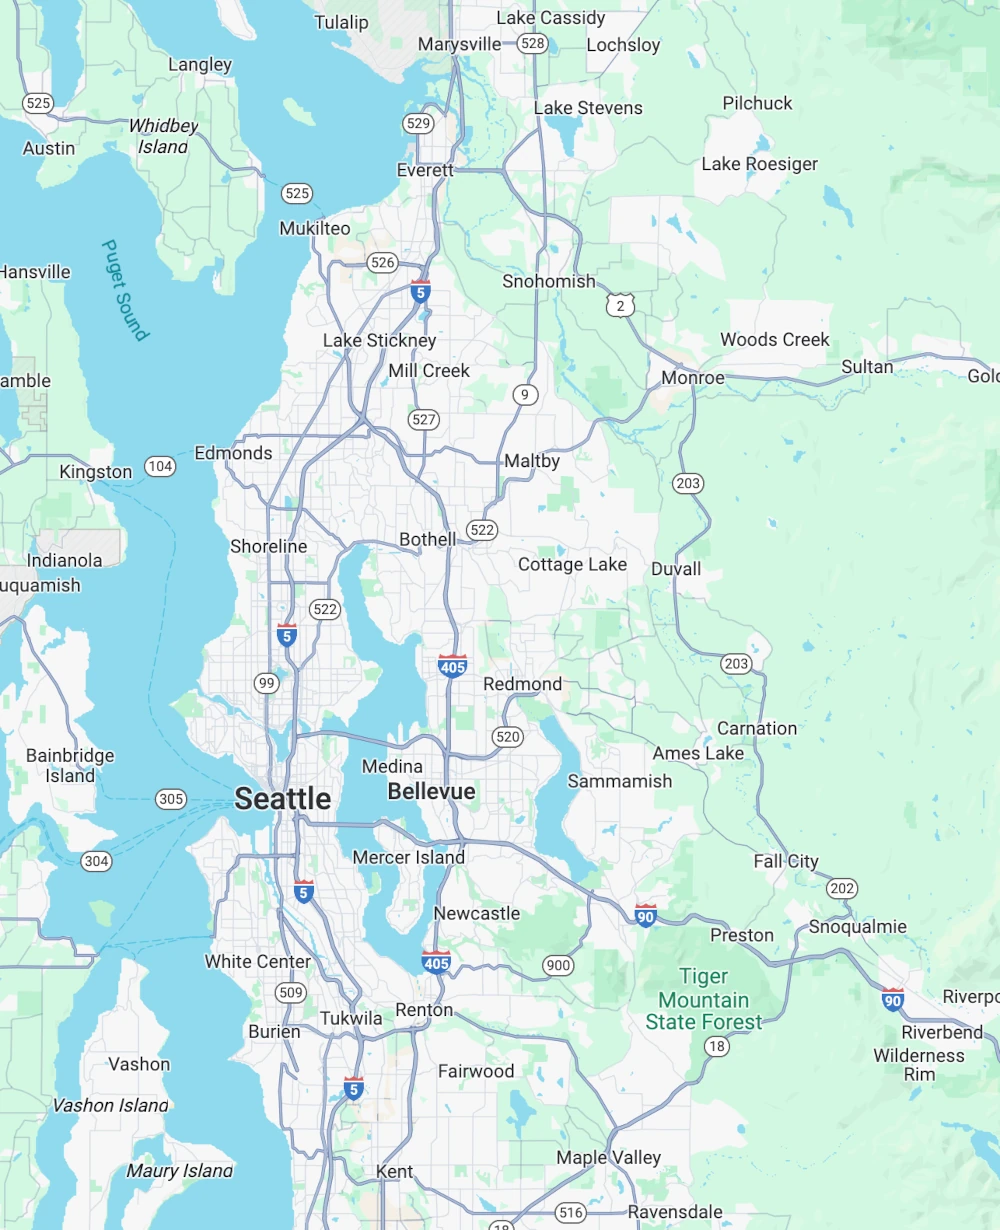 Tulalip
Lake Cassidy
Marysville
528
Lochsloy
Langley
525
Lake Stevens
Pilchuck
529
Whidbey
Island
Austin
Everett
Lake Roesiger
525
Mukilteo
Puget Sound
526
Hansville
Snohomish
5
2
Lake Stickney
Woods Creek
Mill Creek
Sultan
Monroe
Gold
amble
9
527
Edmonds
Maltby
104
Kingston
203
522
Bothell
Shoreline
Indianola
Cottage Lake
Duvall
uquamish
522
5
405
203
99
Redmond
Carnation
520
Ames Lake
Bainbridge
Island
Medina
Sammamish
Bellevue
305
Seattle
Mercer Island
304
Fall City
5
202
Newcastle
90
Snoqualmie
Preston
White Center
405
900
Tiger
Mountain
State Forest
509
90
Riverpo
Renton
Tukwila
Burien
Riverbend
18
Wilderness
Rim
Vashon
Fairwood
5
Vashon Island
Maple Valley
Maury Island
Kent
516
Ravensdale
18